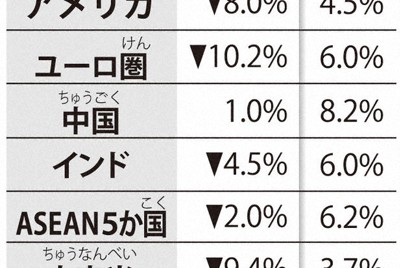 アメリカ ▼8.0% 4.5%
けん
ユーロ圏 ▼10.2% 6.0%
ちゅうごく
中国 1.0% 8.2%
インド ▼4.5% 6.0%
こく
ASEAN5か国 ▼2.0% 6.2%
ちゅうなんべい
中南米 ▼9.4% 3.7%